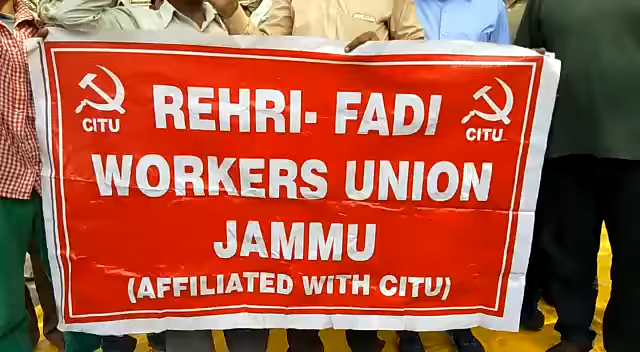 REHRI- FADI
CITU CITU
WORKERS UNION
JAMMU
(AFFILIATED WITH CITU)